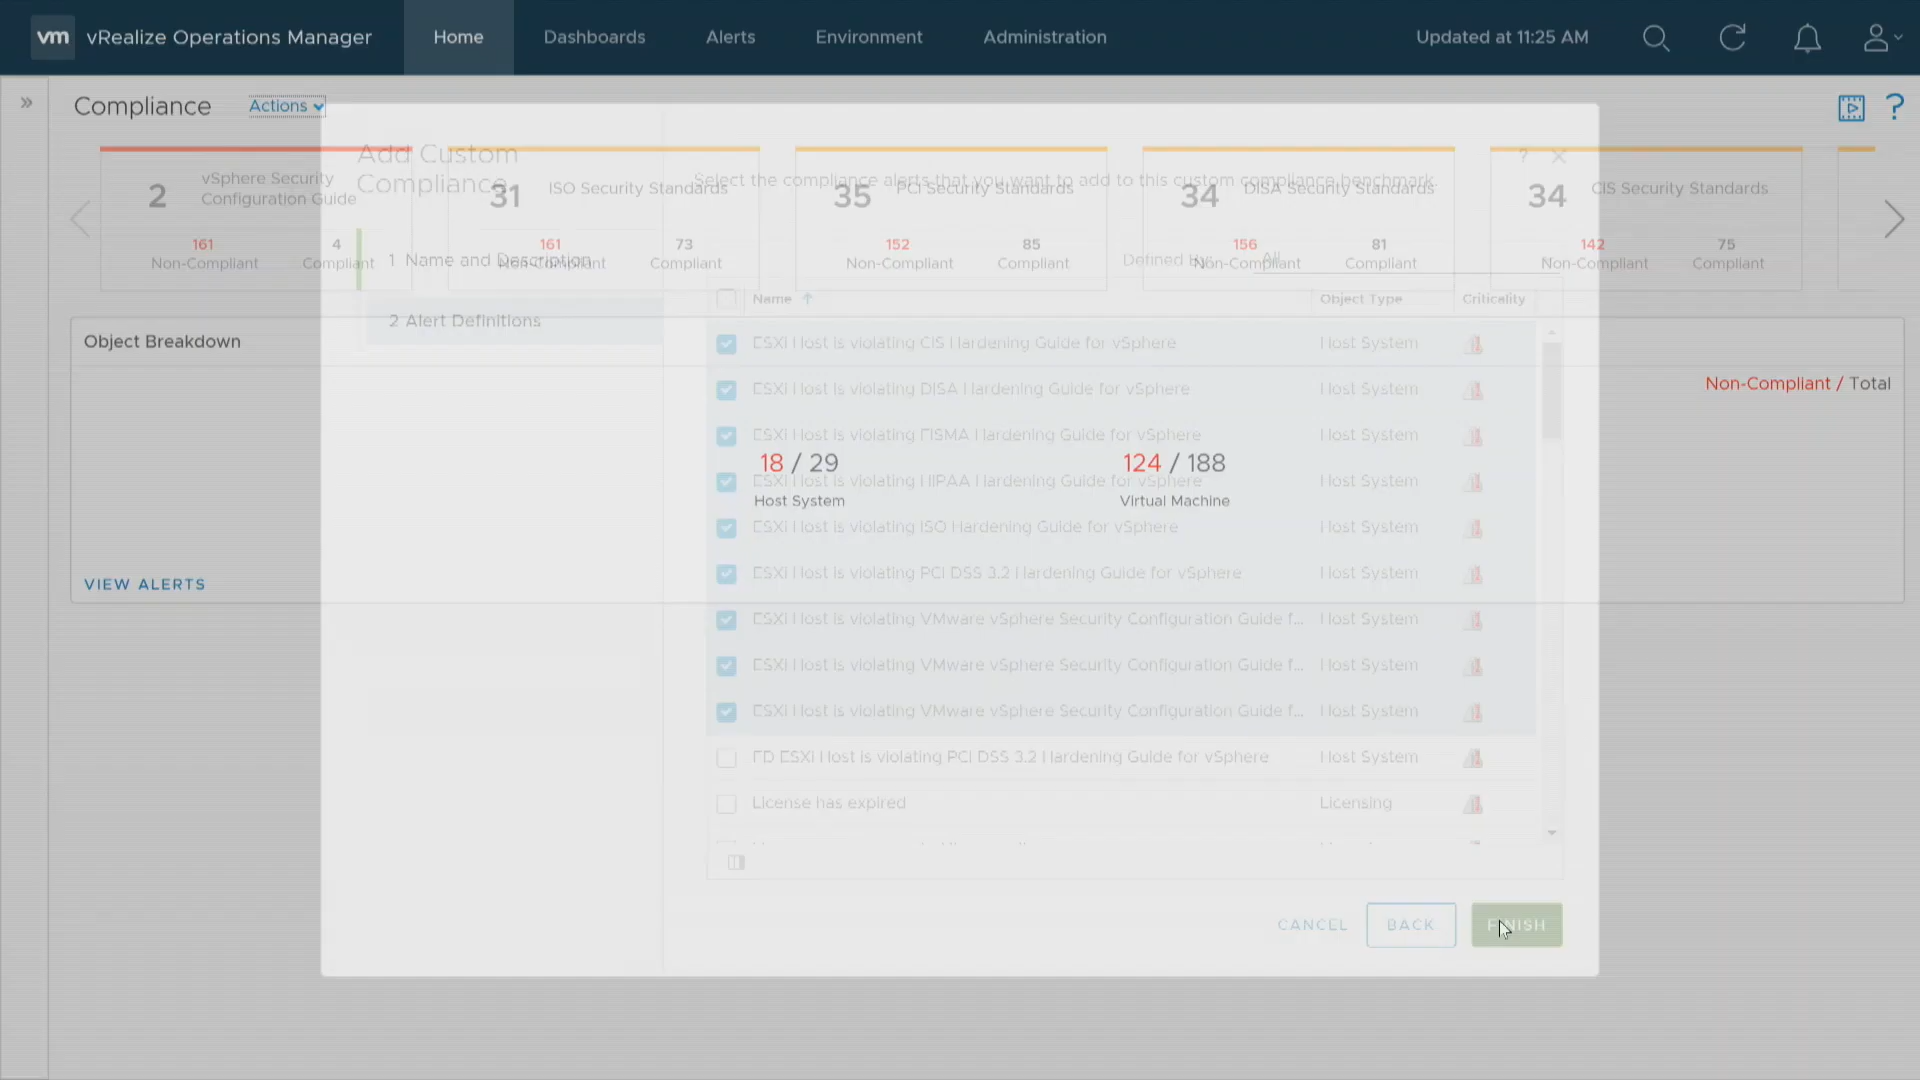 vm vRealize Operations Manager Home Dashboards Alerts Environment Administration Updated at 11:25 AM
Compliance Actions ?
Add Custom
Compliance
? ×
Select the compliance alerts that you want to add to this custom compliance benchmark.
2 vSphere Security
Configuration Guide
161 4
Non-Compliant Compliant
31 ISO Security Standards
161 73
Non-Compliant Compliant
35 PCI Security Standards
152 85
Non-Compliant Compliant
34 DISA Security Standards
156 81
Non-Compliant Compliant
34 CIS Security Standards
142 75
Non-Compliant Compliant
1 Name and Description
2 Alert Definitions
Defined By: All
Name Object Type Criticality
ESXi Host is violating CIS Hardening Guide for vSphere Host System
ESXi Host is violating DISA Hardening Guide for vSphere Host System
ESXi Host is violating FISMA Hardening Guide for vSphere Host System
ESXi Host is violating HIPAA Hardening Guide for vSphere Host System
ESXi Host is violating ISO Hardening Guide for vSphere Host System
ESXi Host is violating PCI DSS 3.2 Hardening Guide for vSphere Host System
ESXi Host is violating VMware vSphere Security Configuration Guide f... Host System
ESXi Host is violating VMware vSphere Security Configuration Guide f... Host System
ESXi Host is violating VMware vSphere Security Configuration Guide f... Host System
FD ESXi Host is violating PCI DSS 3.2 Hardening Guide for vSphere Host System
License has expired Licensing
Object Breakdown
Non-Compliant / Total
18 / 29
Host System
124 / 188
Virtual Machine
VIEW ALERTS
CANCEL BACK FINISH